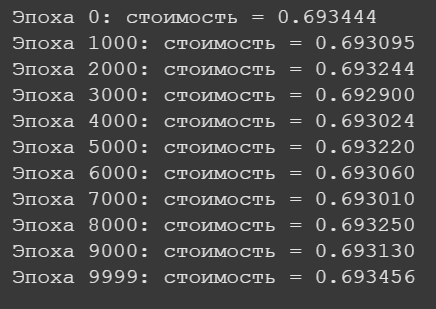 Эпоха 0: стоимость = 0.693444
Эпоха 1000: стоимость = 0.693095
Эпоха 2000: стоимость = 0.693244
Эпоха 3000: стоимость = 0.692900
Эпоха 4000: стоимость = 0.693024
Эпоха 5000: стоимость = 0.693220
Эпоха 6000: стоимость = 0.693060
Эпоха 7000: стоимость = 0.693010
Эпоха 8000: стоимость = 0.693250
Эпоха 9000: стоимость = 0.693130
Эпоха 9999: стоимость = 0.693456